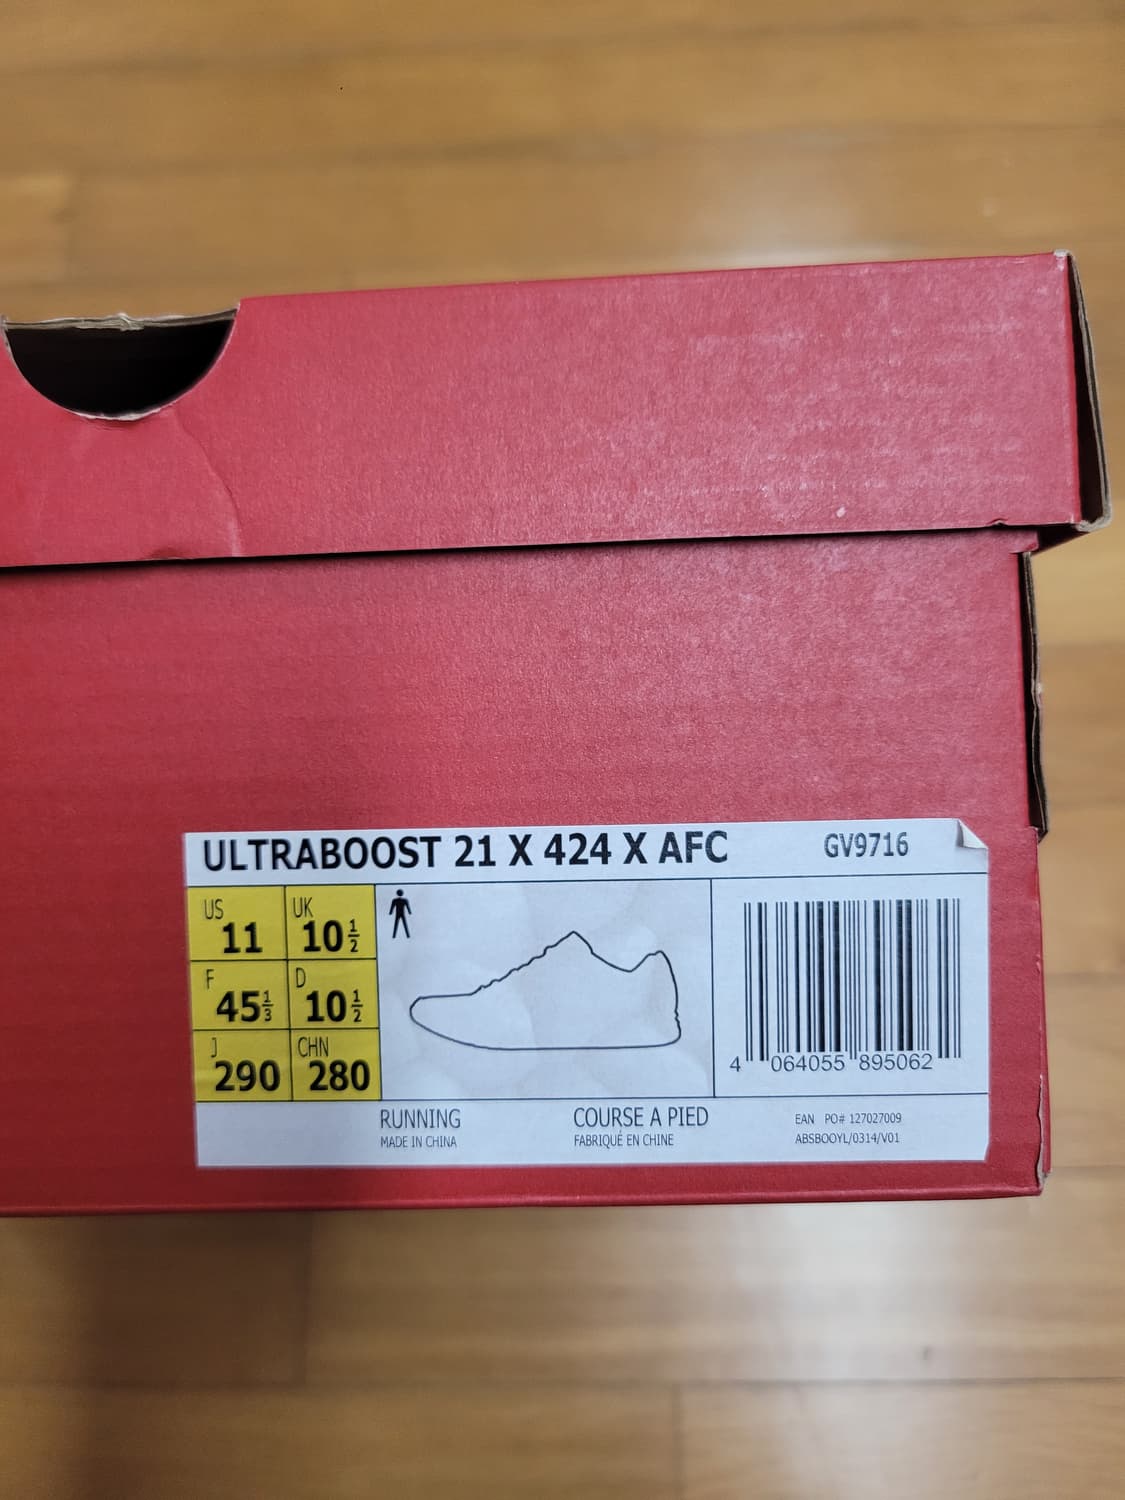 ULTRABOOST 21 X 424 X AFC GV9716
US UK
11 10½
F D
45⅓ 10½
J CHN
290 280
4 064055 895062
RUNNING COURSE A PIED EAN PO# 127027009
MADE IN CHINA FABRIQUÉ EN CHINE ABSBOOYL/0314/V01